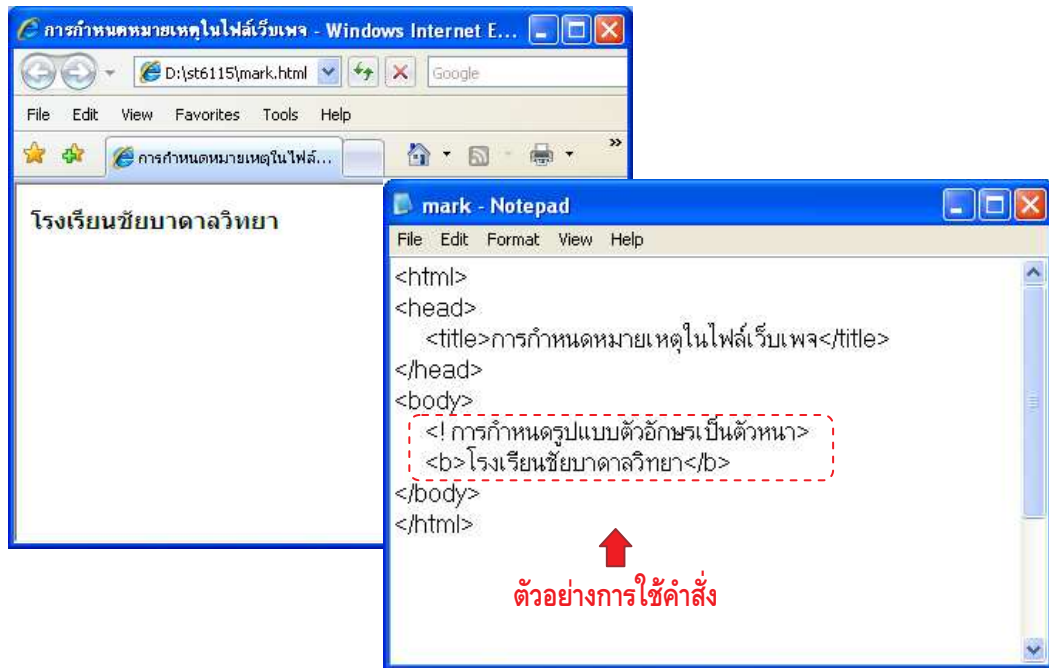 การกำหนดหมายเหตุในไฟล์เว็บเพจ - Windows Internet E...
D:\st6115\mark.html
Google
File Edit View Favorites Tools Help
การกำหนดหมายเหตุในไฟล์...
»
โรงเรียนชัยบาดาลวิทยา
mark - Notepad
File Edit Format View Help
<html>
<head>
<title>การกำหนดหมายเหตุในไฟล์เว็บเพจ</title>
</head>
<body>
<! การกำหนดรูปแบบตัวอักษรเป็นตัวหนา>
<b>โรงเรียนชัยบาดาลวิทยา</b>
</body>
</html>
ตัวอย่างการใช้คำสั่ง